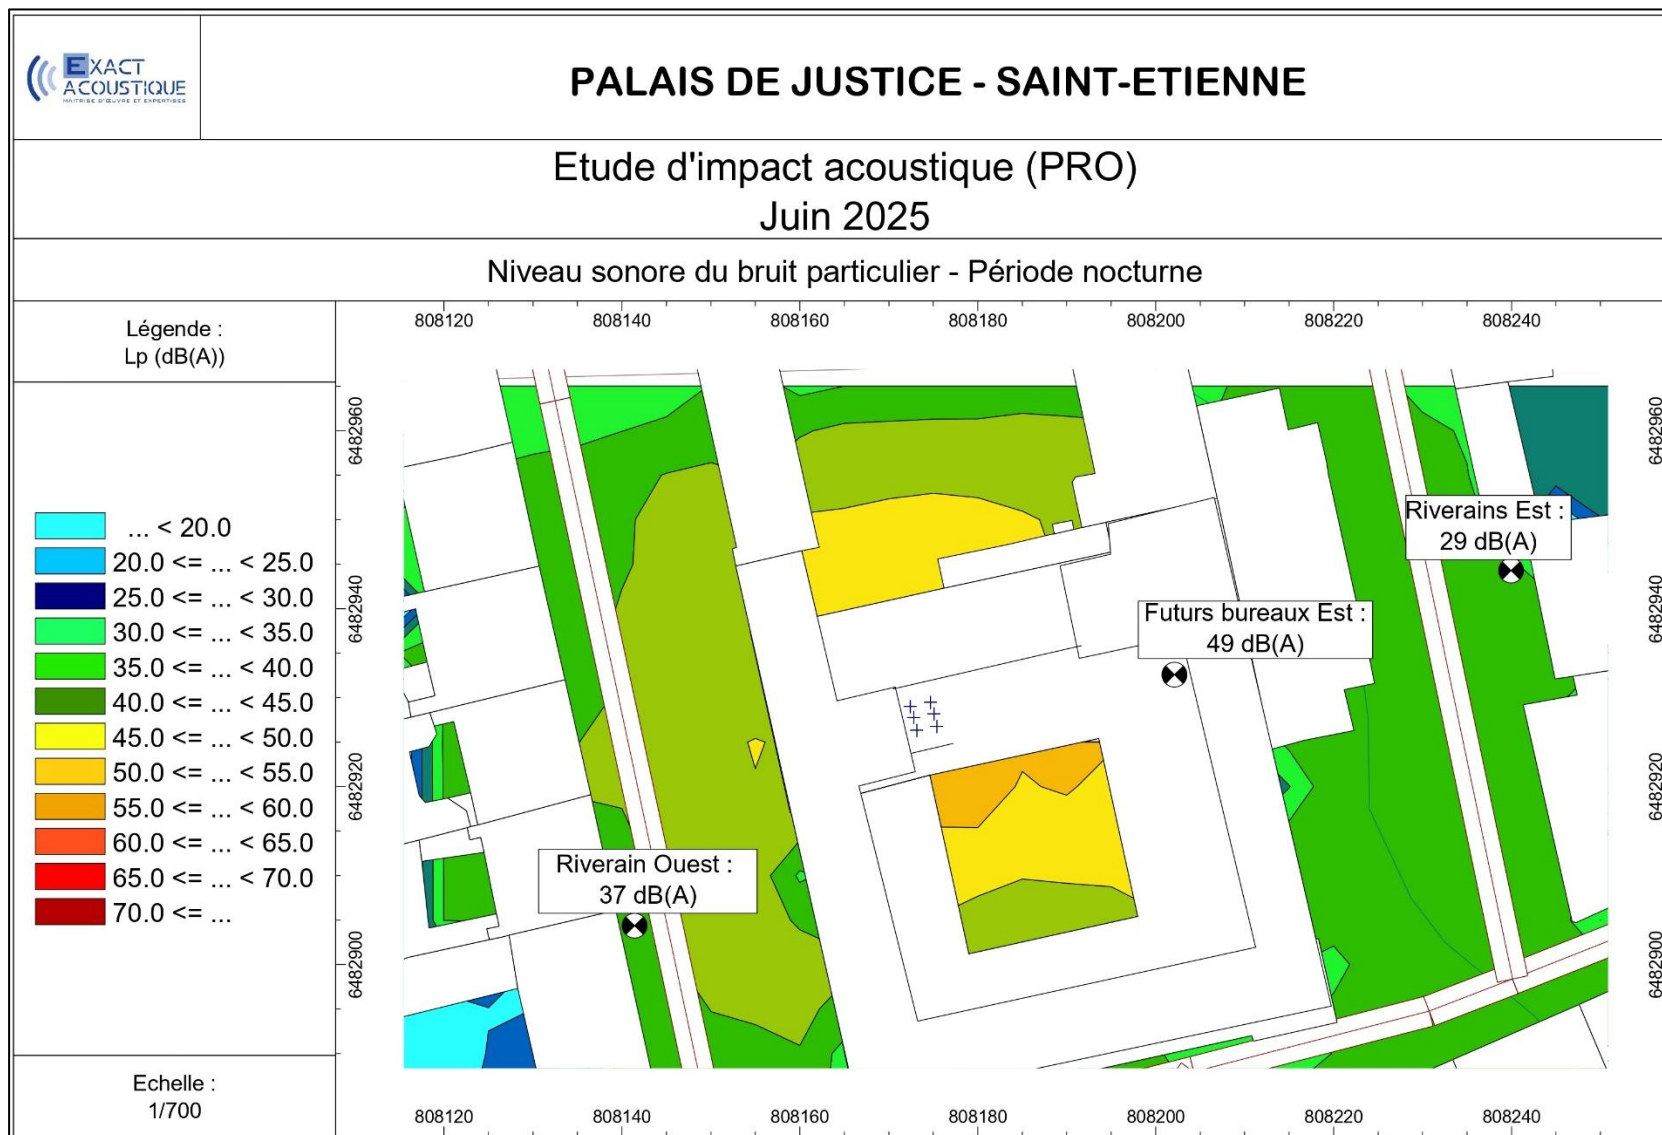 EXACT
ACOUSTIQUE
MAITRISE D'ŒUVRE ET EXPERTISES
PALAIS DE JUSTICE - SAINT-ETIENNE
Etude d'impact acoustique (PRO)
Juin 2025
Niveau sonore du bruit particulier - Période nocturne
Légende :
Lp (dB(A))
... < 20.0
20.0 <= ... < 25.0
25.0 <= ... < 30.0
30.0 <= ... < 35.0
35.0 <= ... < 40.0
40.0 <= ... < 45.0
45.0 <= ... < 50.0
50.0 <= ... < 55.0
55.0 <= ... < 60.0
60.0 <= ... < 65.0
65.0 <= ... < 70.0
70.0 <= ...
Echelle :
1/700
808120 808140 808160 808180 808200 808220 808240
6482960
6482940
6482920
6482900
Riverains Est :
29 dB(A)
Futurs bureaux Est :
49 dB(A)
Riverain Ouest :
37 dB(A)
6482960
6482940
6482920
6482900
808120 808140 808160 808180 808200 808220 808240